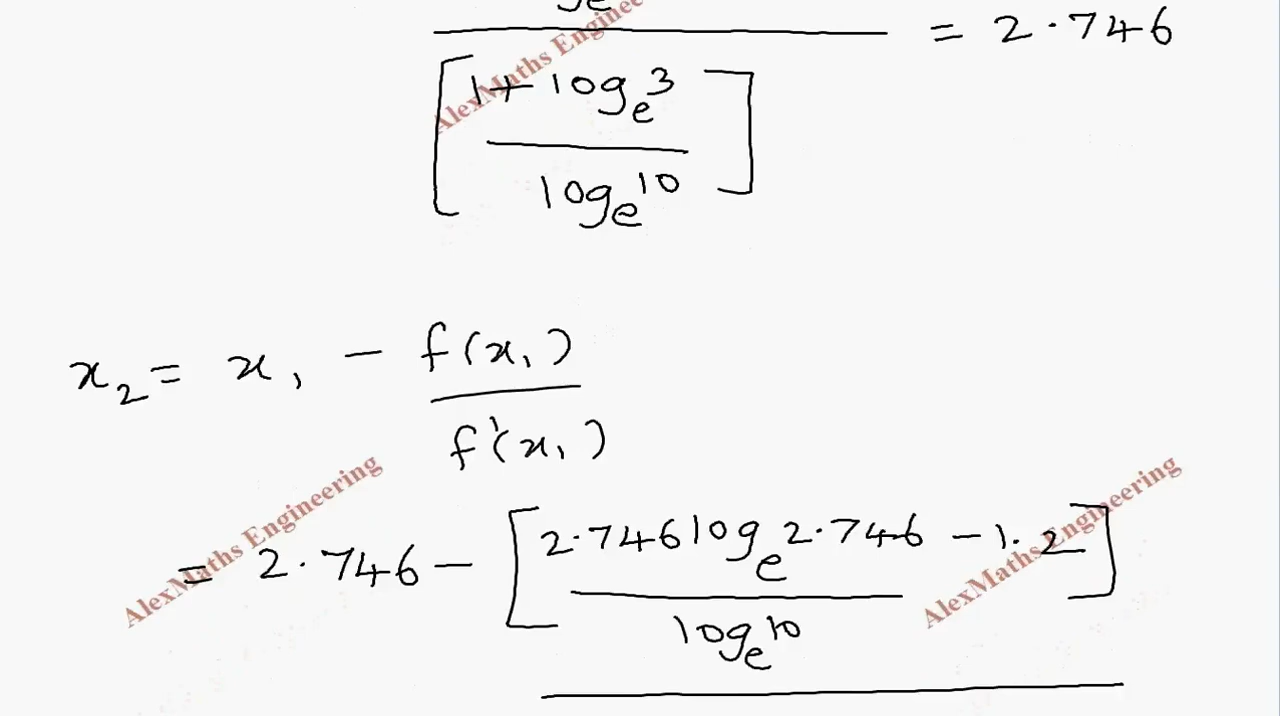 = 2.746
1 + log_e 3
log_e 10
x_2 = x_1 - f(x_1)
f'(x_1)
= 2.746 - [2.746 log_e 2.746 - 1.2]
log_e 10
AlexMaths Engineering
AlexMaths Engineering
AlexMaths Engineering